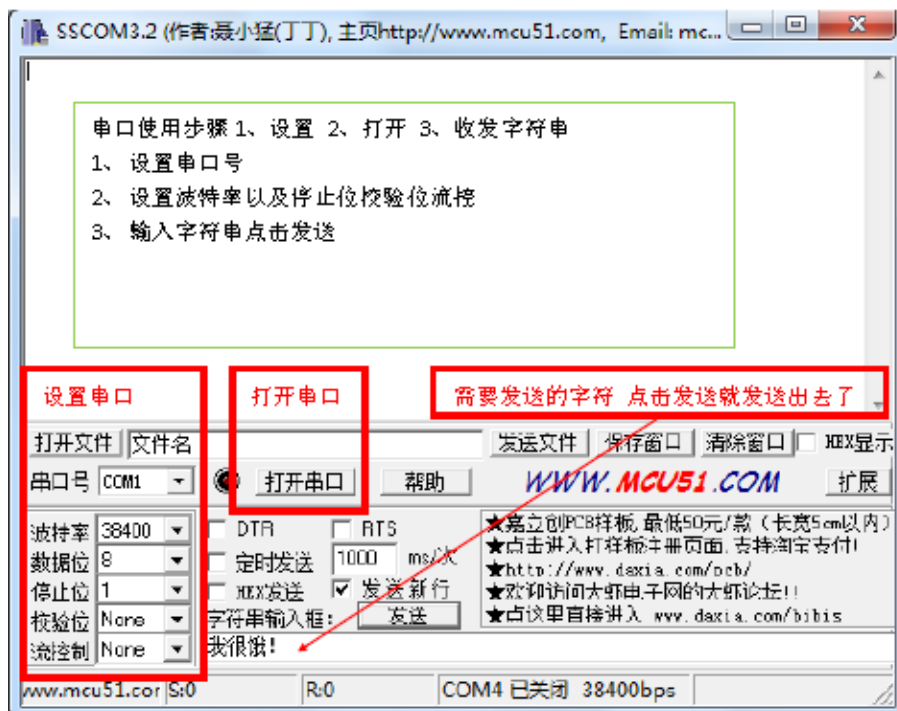 SSCOM3.2 (作者:聂小猛(丁丁), 主页http://www.mcu51.com, Email: mc...
串口使用步骤 1、设置 2、打开 3、收发字符串
1、 设置串口号
2、 设置波特率以及停止位校验位流控
3、 输入字符串点击发送
设置串口
打开串口
需要发送的字符 点击发送就发送出去了
打开文件 文件名 发送文件 保存窗口 清除窗口 HEX显示
串口号 COM1 打开串口 帮助 WWW.MCU51.COM 扩展
波特率 38400 DTR RTS
数据位 8 定时发送 1000 ms/次
停止位 1 HEX发送 发送新行
校验位 None 字符串输入框: 发送
流控制 None 我很饿!
★嘉立创PCB样板,最低50元/款(长宽5cm以内)
★点击进入打样板注册页面,支持淘宝支付!
★http://www.daxia.com/pcb/
★欢迎访问大虾电子网的大虾论坛!!
★点这里直接进入 www.daxia.com/bibis
www.mcu51.cor S:0 R:0 COM4 已关闭 38400bps